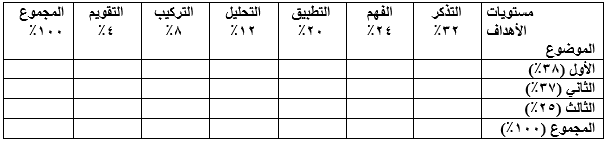 مستويات التذكر الفهم التطبيق التحليل التركيب التقويم المجموع
الأهداف ٣٢٪ ٢٤٪ ٢٠٪ ١٢٪ ٨٪ ٤٪ ١٠٠٪
الموضوع
الأول (٣٨٪)
الثاني (٣٧٪)
الثالث (٢٥٪)
المجموع (١٠٠٪)